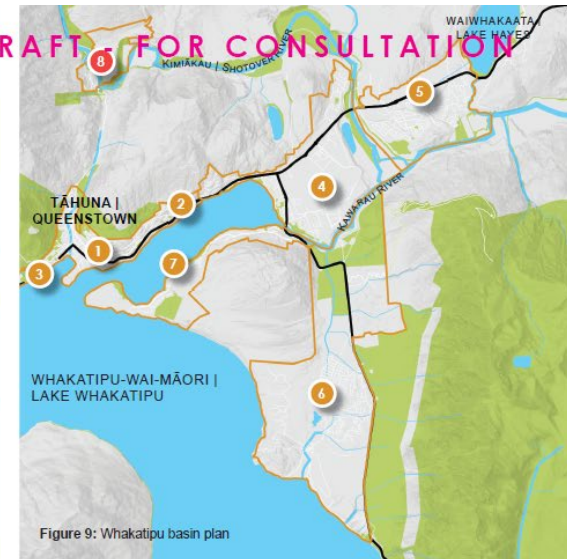 WAIWHAKAATA |
LAKE HAYES
RAFT - FOR CONSULTATION
KIMIĀKAU | SHOTOVER RIVER
8
5
TĀHUNA |
QUEENSTOWN
2
4
KAWARAU RIVER
1
3
7
WHAKATIPU-WAI-MĀORI |
LAKE WHAKATIPU
6
Figure 9: Whakatipu basin plan